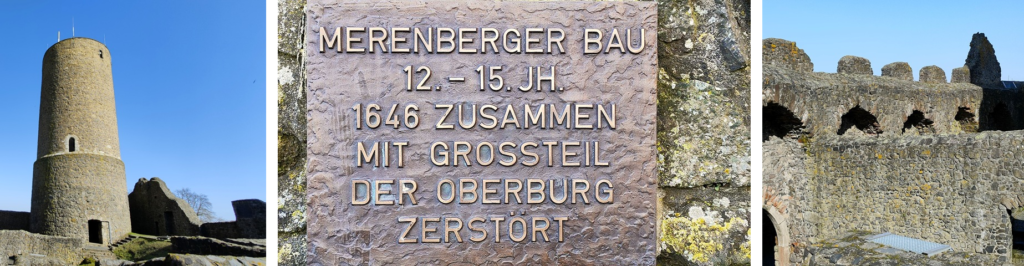 MERENBERGER BAU
12. – 15. JH.
1646 ZUSAMMEN
MIT GROSSTEIL
DER OBERBURG
ZERSTÖRT